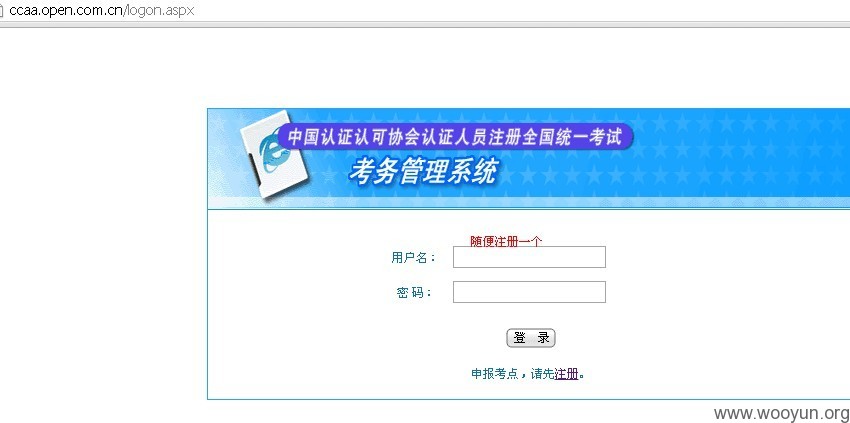 ccaa.open.com.cn/logon.aspx
中国认证认可协会认证人员注册全国统一考试
考务管理系统
随便注册一个
用户名：
密码：
登 录
申报考点，请先注册。
www.wooyun.org